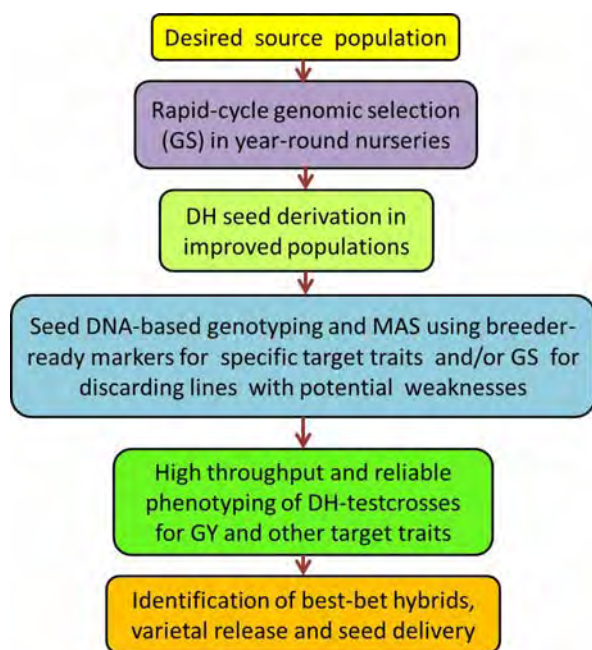 Desired source population
Rapid-cycle genomic selection
(GS) in year-round nurseries
DH seed derivation in
improved populations
Seed DNA-based genotyping and MAS using breeder-
ready markers for specific target traits and/or GS for
discarding lines with potential weaknesses
High throughput and reliable
phenotyping of DH-testcrosses
for GY and other target traits
Identification of best-bet hybrids,
varietal release and seed delivery